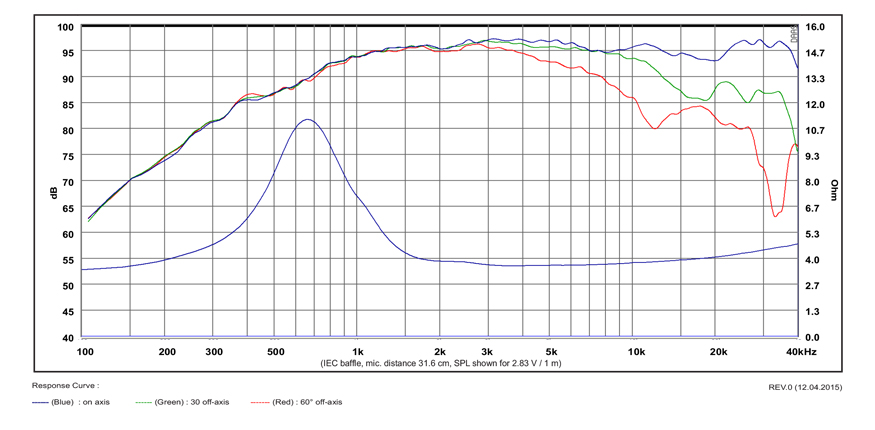 100 16.0
95 14.7
90 13.3
85 12.0
80 10.7
75 9.3
70 8.0
dB Ohm
65 6.7
60 5.3
55 4.0
50 2.7
45 1.3
40 0.0
100 200 300 500 1k 2k 3k 5k 10k 20k 40kHz
(IEC baffle, mic. distance 31.6 cm, SPL shown for 2.83 V / 1 m)
Response Curve :
REV.0 (12.04.2015)
(Blue) : on axis (Green) : 30 off-axis (Red) : 60° off-axis